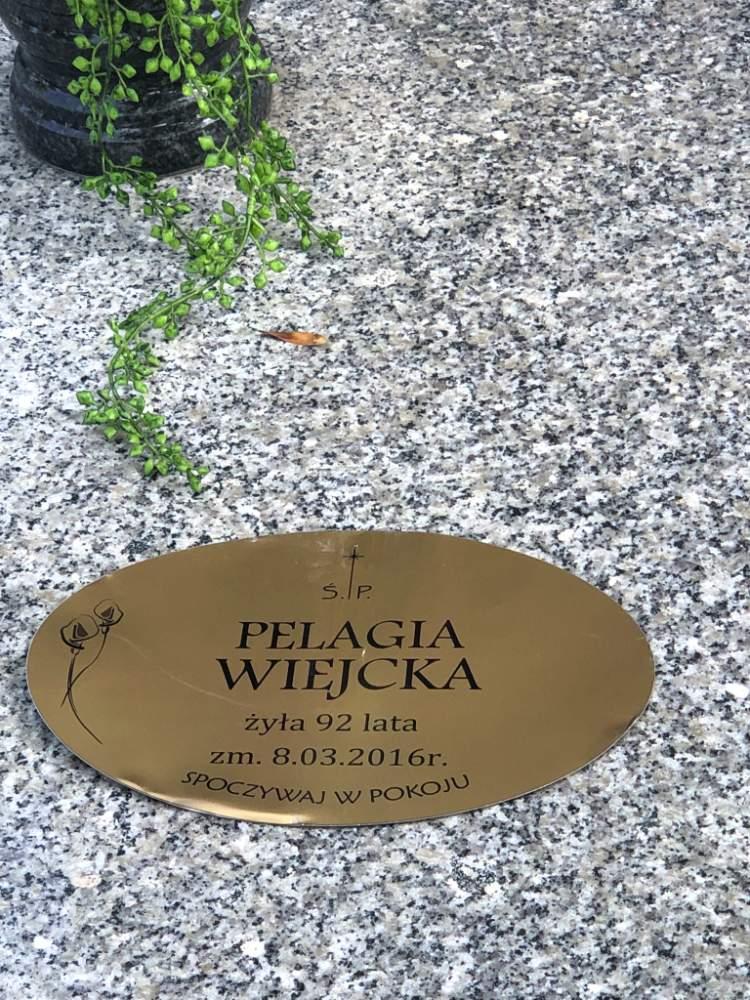 Ś.P.
PELAGIA
WIEJCKA
żyła 92 lata
zm. 8.03.2016r.
SPOCZYWAJ W POKOJU